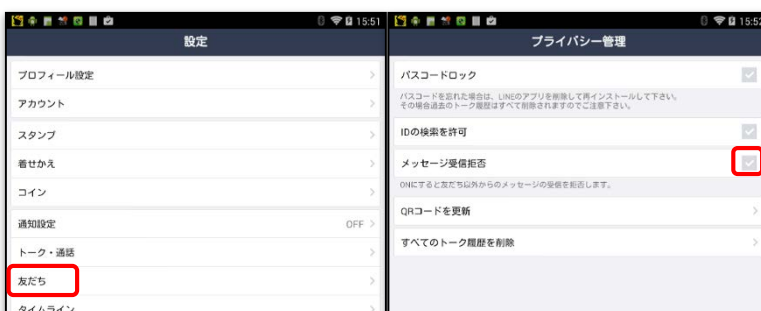 15:51
設定
プロフィール設定
アカウント
スタンプ
着せかえ
コイン
通知設定
OFF
トーク・通話
友だち
タイムライン
15:52
プライバシー管理
パスコードロック
パスコードを忘れた場合は、LINEのアプリを削除して再インストールして下さい。
その場合過去のトーク履歴はすべて削除されますのでご注意下さい。
IDの検索を許可
メッセージ受信拒否
ONにすると友だち以外からのメッセージの受信を拒否します。
QRコードを更新
すべてのトーク履歴を削除